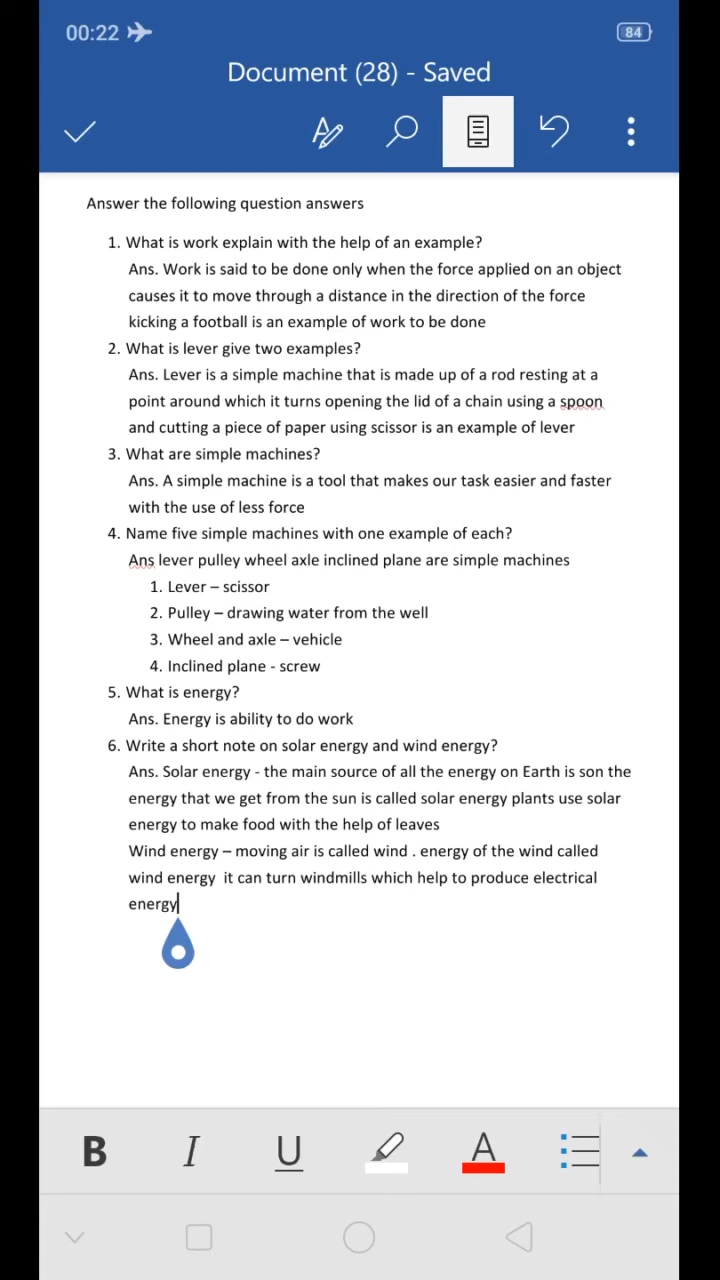 00:22
84
Document (28) - Saved
Answer the following question answers
1. What is work explain with the help of an example?
Ans. Work is said to be done only when the force applied on an object
causes it to move through a distance in the direction of the force
kicking a football is an example of work to be done
2. What is lever give two examples?
Ans. Lever is a simple machine that is made up of a rod resting at a
point around which it turns opening the lid of a chain using a spoon
and cutting a piece of paper using scissor is an example of lever
3. What are simple machines?
Ans. A simple machine is a tool that makes our task easier and faster
with the use of less force
4. Name five simple machines with one example of each?
Ans lever pulley wheel axle inclined plane are simple machines
1. Lever – scissor
2. Pulley – drawing water from the well
3. Wheel and axle – vehicle
4. Inclined plane - screw
5. What is energy?
Ans. Energy is ability to do work
6. Write a short note on solar energy and wind energy?
Ans. Solar energy - the main source of all the energy on Earth is son the
energy that we get from the sun is called solar energy plants use solar
energy to make food with the help of leaves
Wind energy – moving air is called wind . energy of the wind called
wind energy  it can turn windmills which help to produce electrical
energy
B I U A